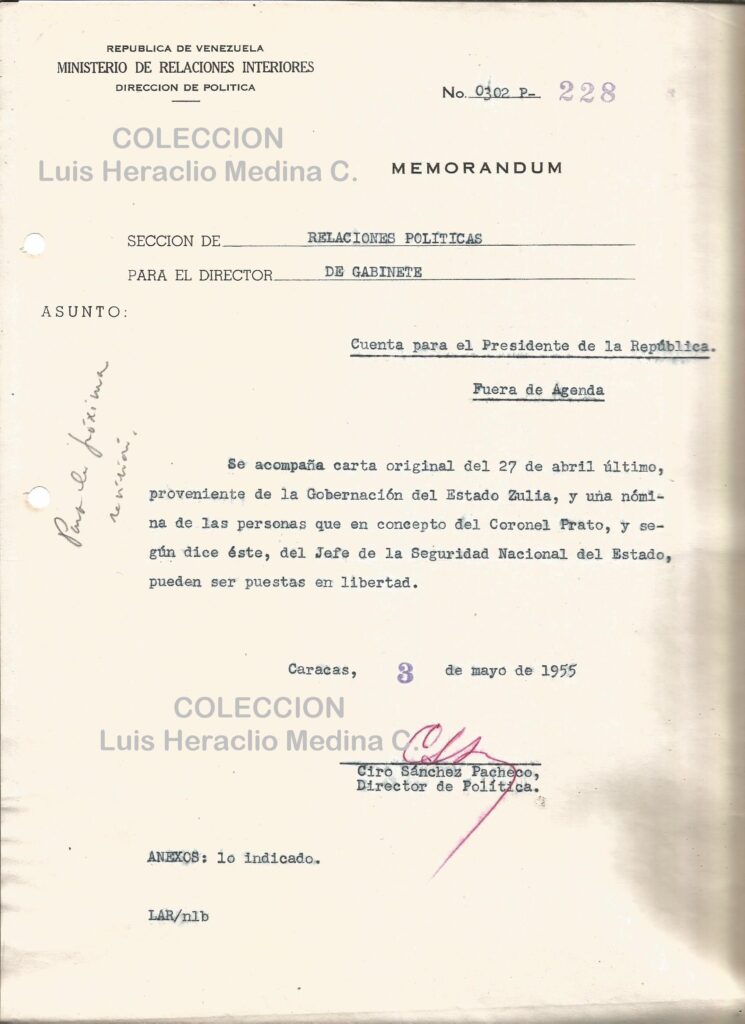 REPUBLICA DE VENEZUELA
MINISTERIO DE RELACIONES INTERIORES
DIRECCION DE POLITICA
No. 0302 P- 228
COLECCION
Luis Heraclio Medina C.
MEMORANDUM
SECCION DE RELACIONES POLITICAS
PARA EL DIRECTOR DE GABINETE
ASUNTO:
Cuenta para el Presidente de la República.
Fuera de Agenda
Para la próxima
Se acompaña carta original del 27 de abril último,
proveniente de la Gobernación del Estado Zulia, y una nómi-
na de las personas que en concepto del Coronel Prato, y se-
gún dice éste, del Jefe de la Seguridad Nacional del Estado,
pueden ser puestas en libertad.
Caracas, 3 de mayo de 1955
COLECCION
Luis Heraclio Medina C.
Ciro Sánchez Pacheco,
Director de Política.
ANEXOS: lo indicado.
LAR/nlb